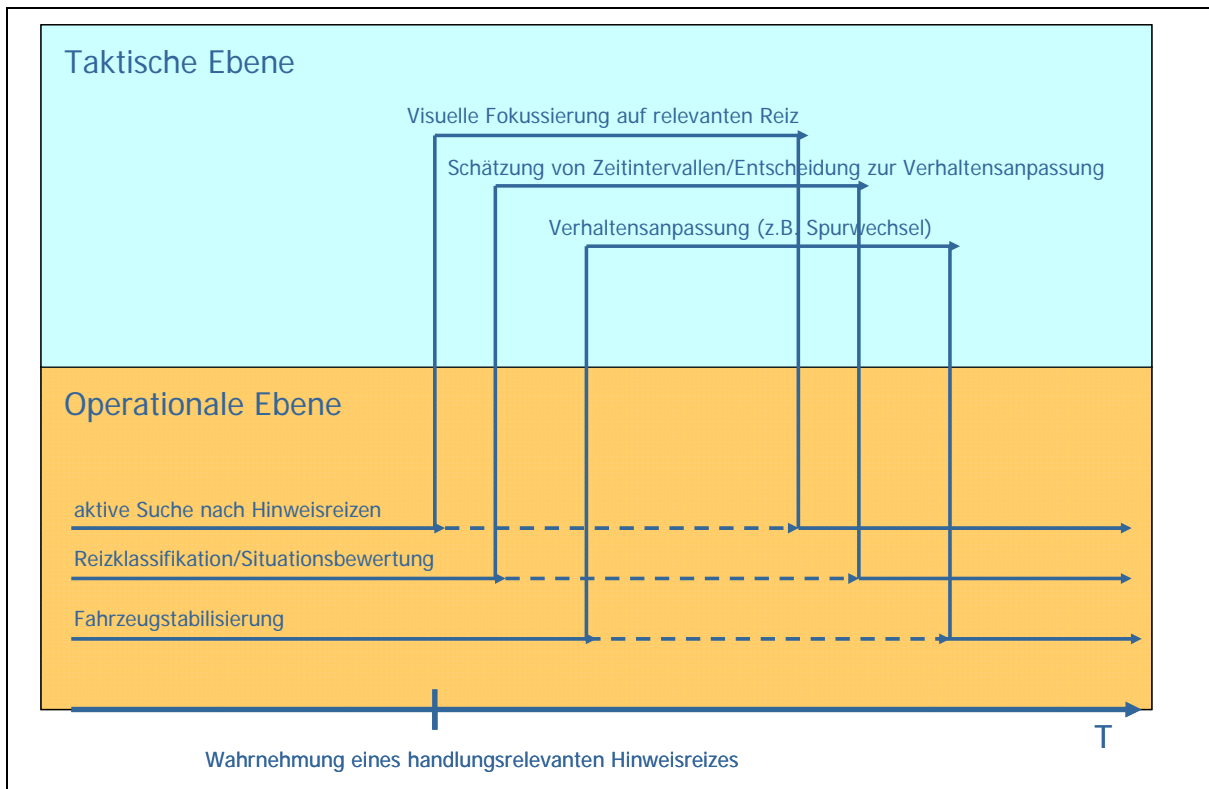 Taktische Ebene
Visuelle Fokussierung auf relevanten Reiz
Schätzung von Zeitintervallen/Entscheidung zur Verhaltensanpassung
Verhaltensanpassung (z.B. Spurwechsel)
Operationale Ebene
aktive Suche nach Hinweisreizen
Reizklassifikation/Situationsbewertung
Fahrzeugstabilisierung
T
Wahrnehmung eines handlungsrelevanten Hinweisreizes